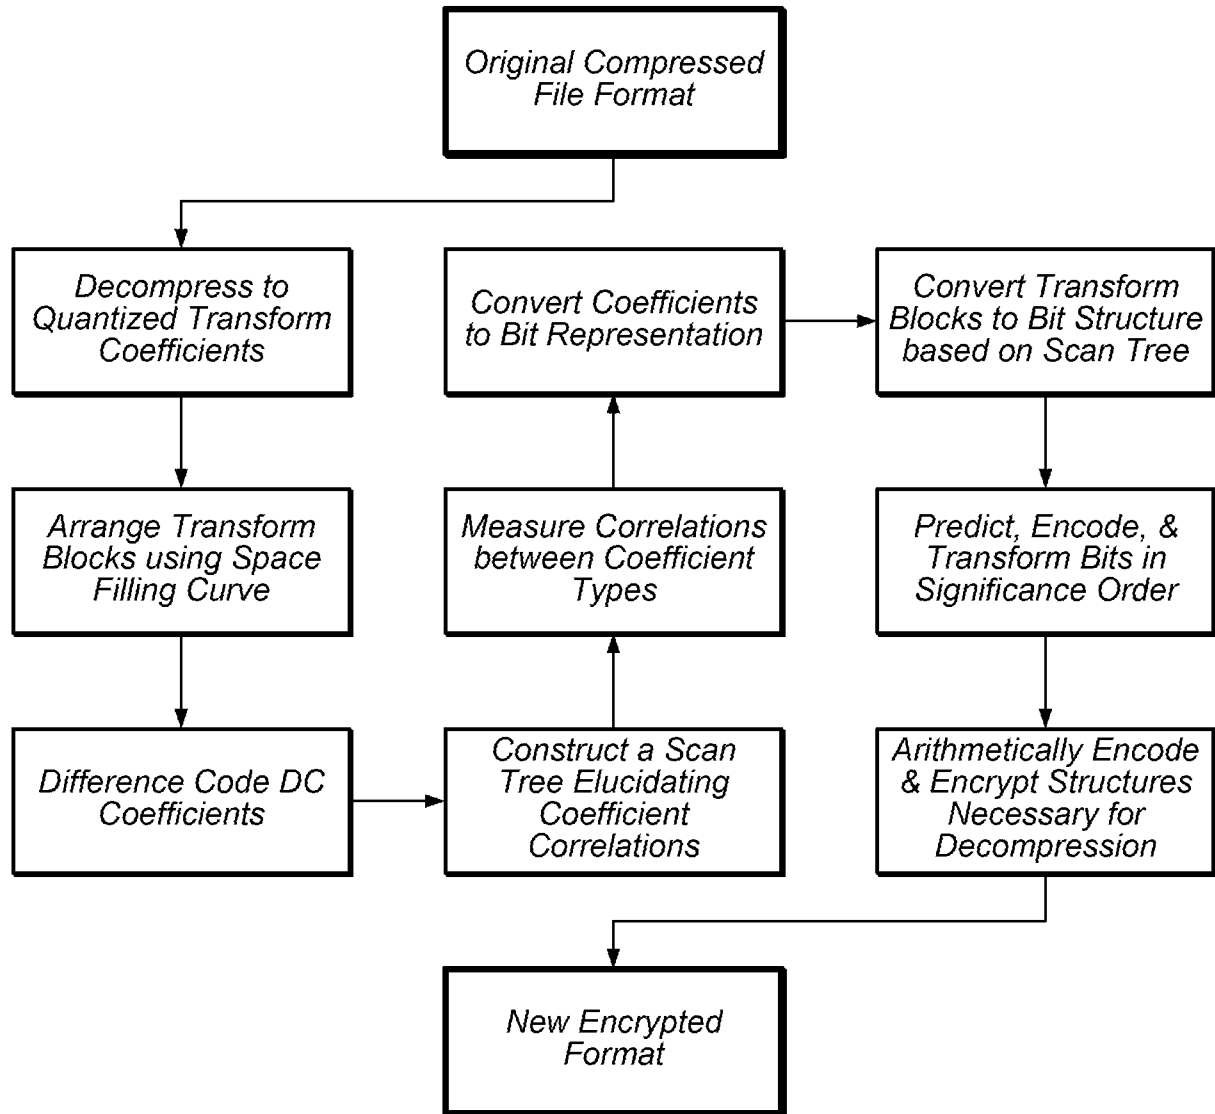 Original Compressed
File Format
Decompress to
Quantized Transform
Coefficients
Arrange Transform
Blocks using Space
Filling Curve
Difference Code DC
Coefficients
Construct a Scan
Tree Elucidating
Coefficient
Correlations
Measure Correlations
between Coefficient
Types
Convert Coefficients
to Bit Representation
Convert Transform
Blocks to Bit Structure
based on Scan Tree
Predict, Encode, &
Transform Bits in
Significance Order
Arithmetically Encode
& Encrypt Structures
Necessary for
Decompression
New Encrypted
Format